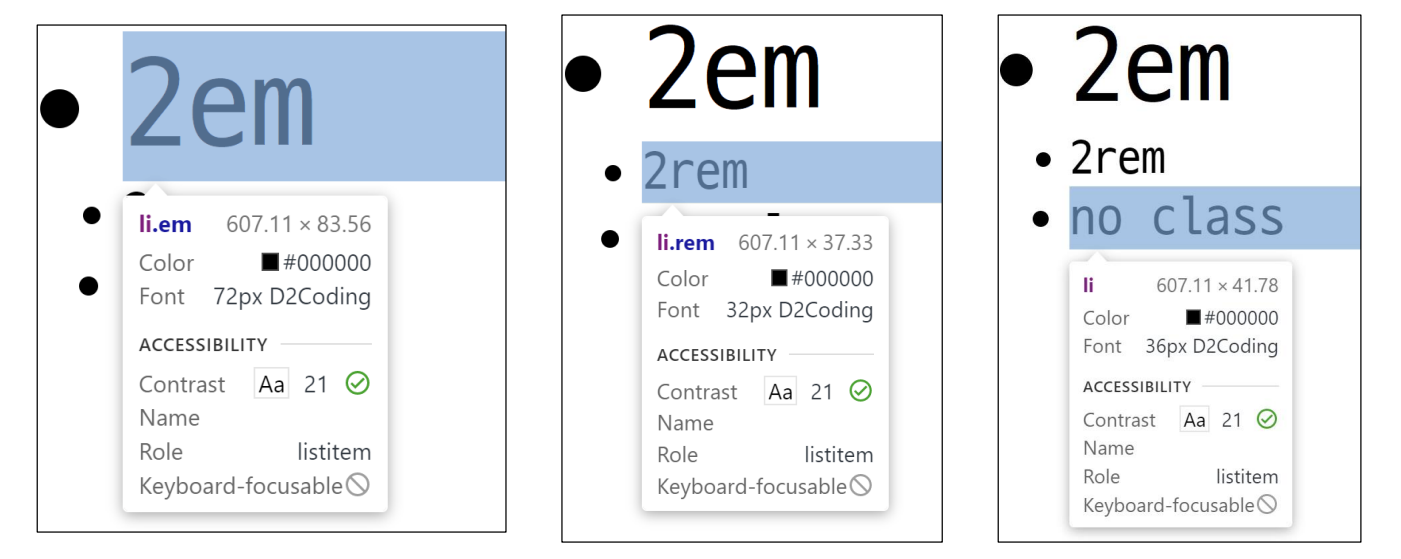 2em
li.em 607.11 × 83.56
Color #000000
Font 72px D2Coding
ACCESSIBILITY
Contrast Aa 21
Name
Role listitem
Keyboard-focusable
2em
2rem
li.rem 607.11 × 37.33
Color #000000
Font 32px D2Coding
ACCESSIBILITY
Contrast Aa 21
Name
Role listitem
Keyboard-focusable
2em
2rem
no class
li 607.11 × 41.78
Color #000000
Font 36px D2Coding
ACCESSIBILITY
Contrast Aa 21
Name
Role listitem
Keyboard-focusable